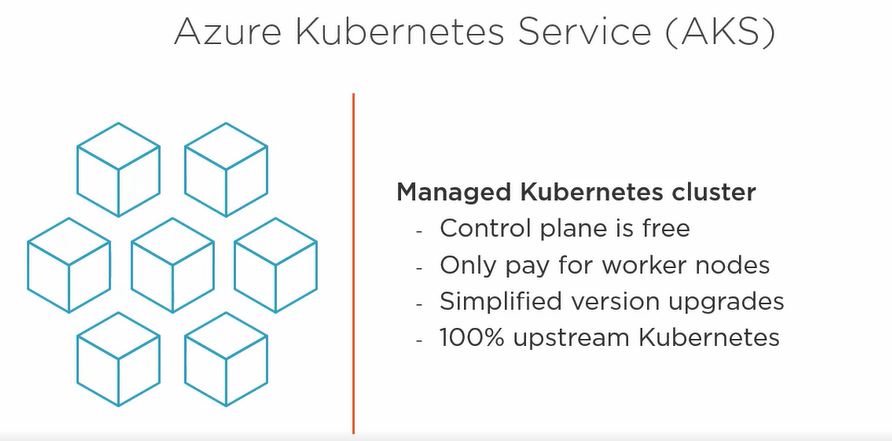 Azure Kubernetes Service (AKS)
Managed Kubernetes cluster
- Control plane is free
- Only pay for worker nodes
- Simplified version upgrades
- 100% upstream Kubernetes